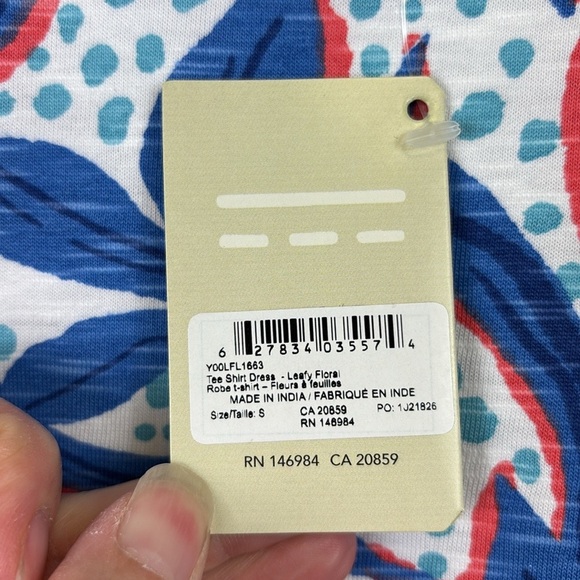 6 27834 03557 4
Y00LFL1663
Tee Shirt Dress - Leafy Floral
Robe t-shirt – Fleurs à feuilles
MADE IN INDIA / FABRIQUÉ EN INDE
Size/Taille: S CA 20859 PO: 1J21826
RN 146984
RN 146984 CA 20859